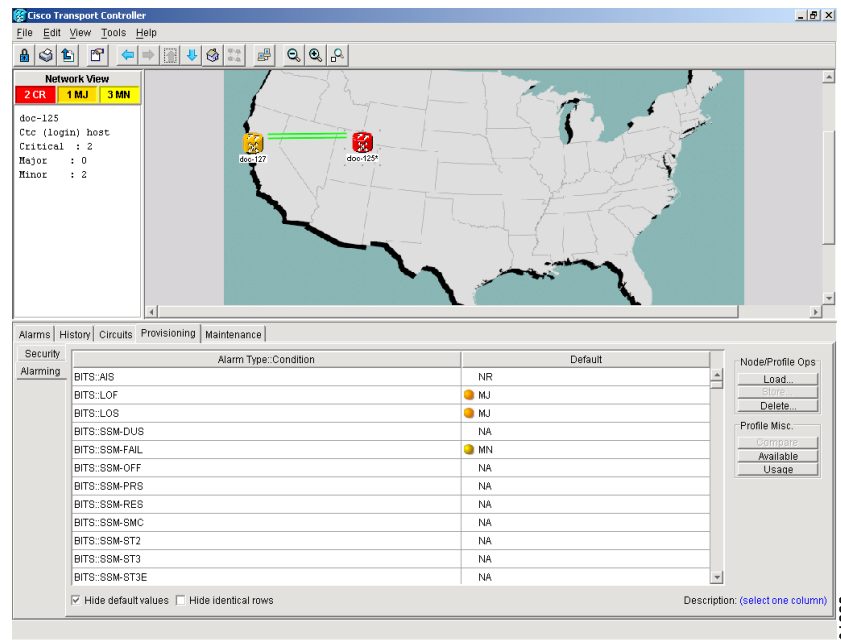 Cisco Transport Controller
File Edit View Tools Help
Network View
2 CR 1 MJ 3 MN
doc-125
Ctc (login) host
Critical : 2
Major : 0
Minor : 2
doc-127
doc-125*
Alarms History Circuits Provisioning Maintenance
Security
Alarming
Alarm Type::Condition Default
BITS::AIS NR
BITS::LOF MJ
BITS::LOS MJ
BITS::SSM-DUS NA
BITS::SSM-FAIL MN
BITS::SSM-OFF NA
BITS::SSM-PRS NA
BITS::SSM-RES NA
BITS::SSM-SMC NA
BITS::SSM-ST2 NA
BITS::SSM-ST3 NA
BITS::SSM-ST3E NA
Node/Profile Ops
Load...
Store...
Delete...
Profile Misc.
Compare
Available
Usage
Hide default values Hide identical rows
Description: (select one column)